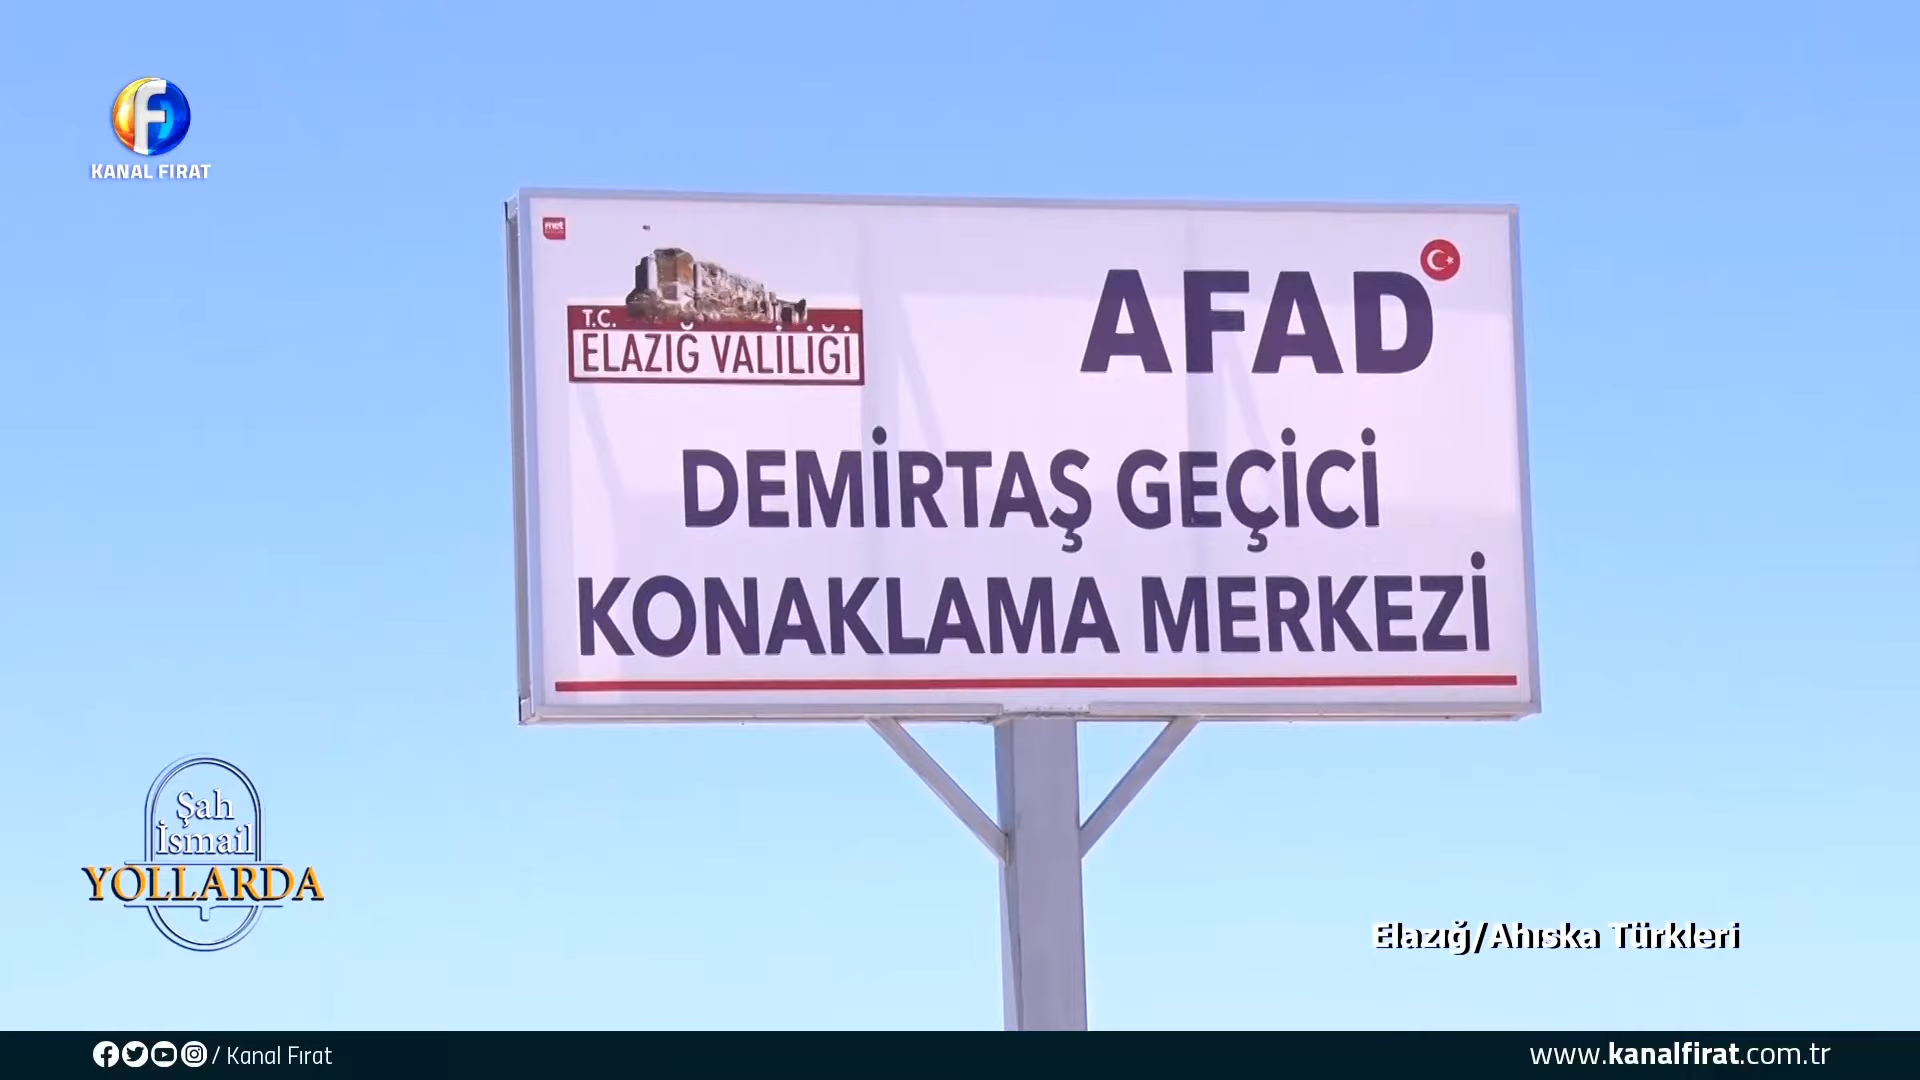 KANAL FIRAT
met
T.C.
ELAZIĞ VALİLİĞİ
AFAD
DEMİRTAŞ GEÇİCİ
KONAKLAMA MERKEZİ
Şah
İsmail
YOLLARDA
Elazığ/Ahıska Türkleri
/ Kanal Fırat
www.kanalfirat.com.tr